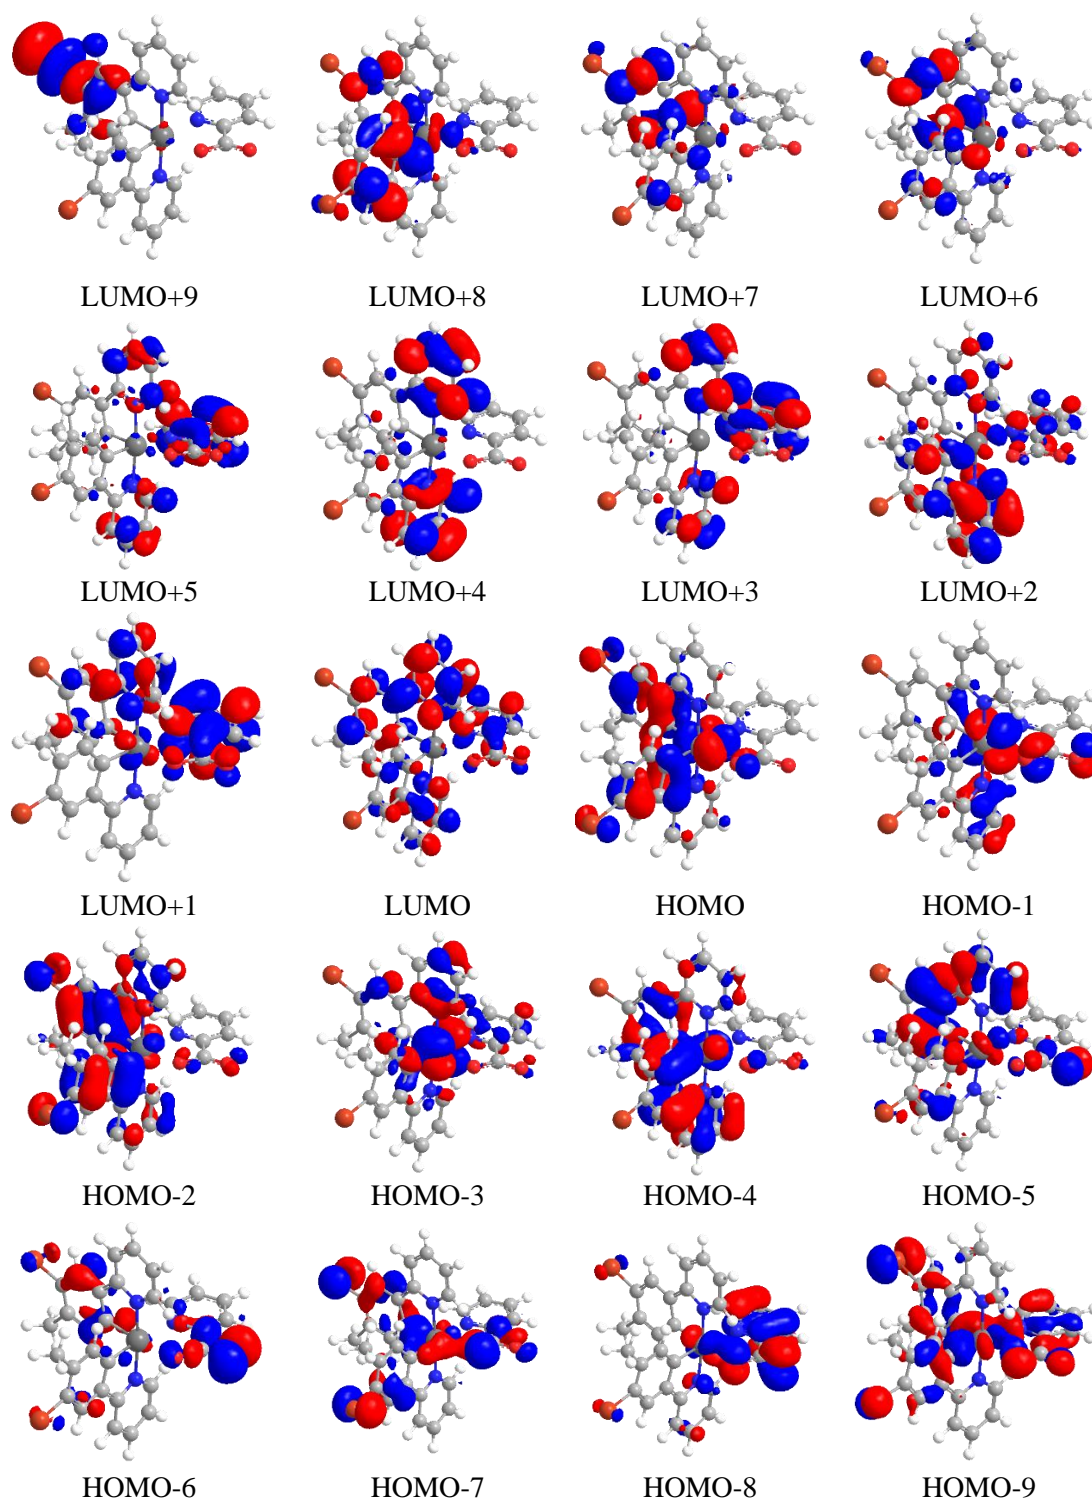 LUMO+9 LUMO+8 LUMO+7 LUMO+6
LUMO+5 LUMO+4 LUMO+3 LUMO+2
LUMO+1 LUMO HOMO HOMO-1
HOMO-2 HOMO-3 HOMO-4 HOMO-5
HOMO-6 HOMO-7 HOMO-8 HOMO-9